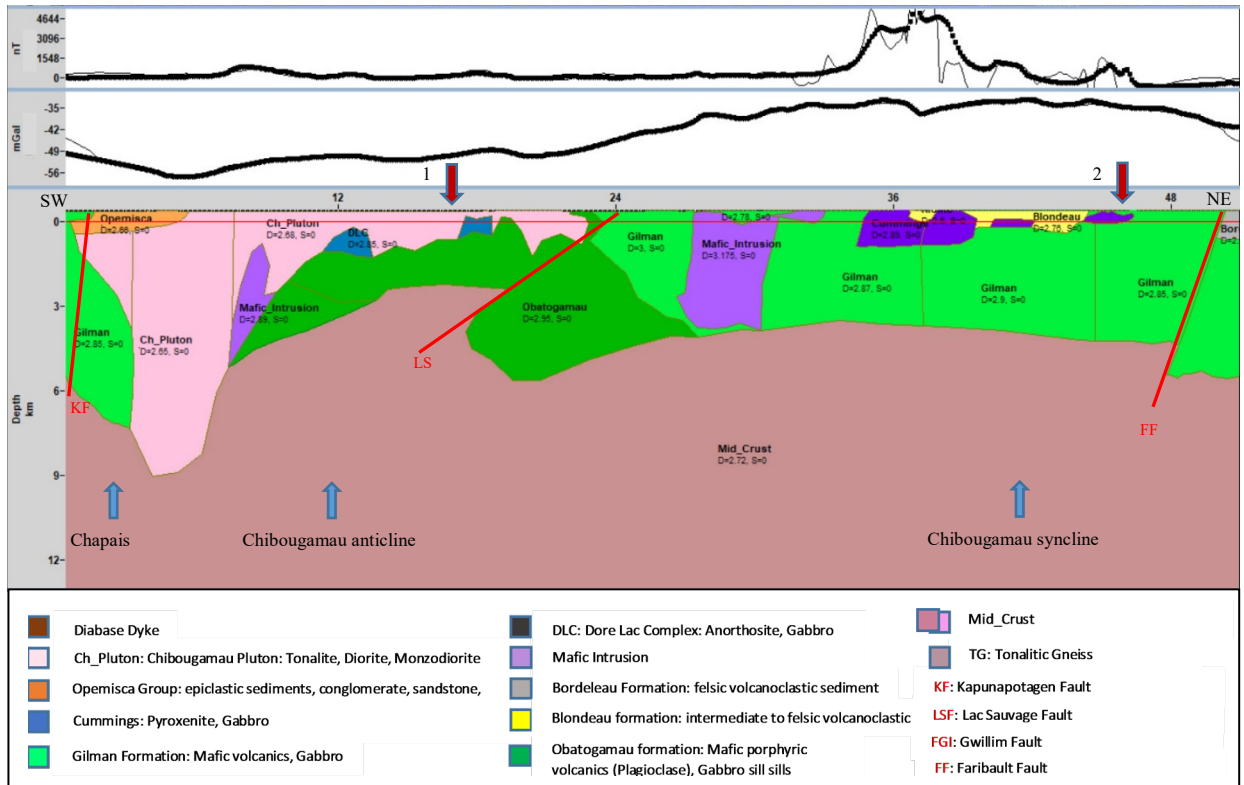 4644
3096
1548
0
nT
-35
-42
-49
-56
mGal
1
2
SW
12
24
36
48
NE
0
3
6
9
12
Depth
km
Opemisca
D=2.66, S=0
Ch_Pluton
D=2.68, S=0
DLC
D=2.85, S=0
D=2.78, S=0
Gilman
D=3, S=0
Mafic_Intrusion
D=3.175, S=0
Cummings
D=2.89, S=0
Blondeau
D=2.75, S=0
Gilman
D=2.85, S=0
Ch_Pluton
D=2.65, S=0
Mafic_Intrusion
D=2.89, S=0
Obatogamau
D=2.95, S=0
Gilman
D=2.87, S=0
Gilman
D=2.9, S=0
Gilman
D=2.85, S=0
Bor
D=2.
KF
LS
FF
Mid_Crust
D=2.72, S=0
Chapais
Chibougamau anticline
Chibougamau syncline
Diabase Dyke
Ch_Pluton: Chibougamau Pluton: Tonalite, Diorite, Monzodiorite
Opemisca Group: epiclastic sediments, conglomerate, sandstone,
Cummings: Pyroxenite, Gabbro
Gilman Formation: Mafic volcanics, Gabbro
DLC: Dore Lac Complex: Anorthosite, Gabbro
Mafic Intrusion
Bordeleau Formation: felsic volcanoclastic sediment
Blondeau formation: intermediate to felsic volcanoclastic
Obatogamau formation: Mafic porphyric
volcanics (Plagioclase), Gabbro sill sills
Mid_Crust
TG: Tonalitic Gneiss
KF: Kapunapotagen Fault
LSF: Lac Sauvage Fault
FGI: Gwillim Fault
FF: Faribault Fault